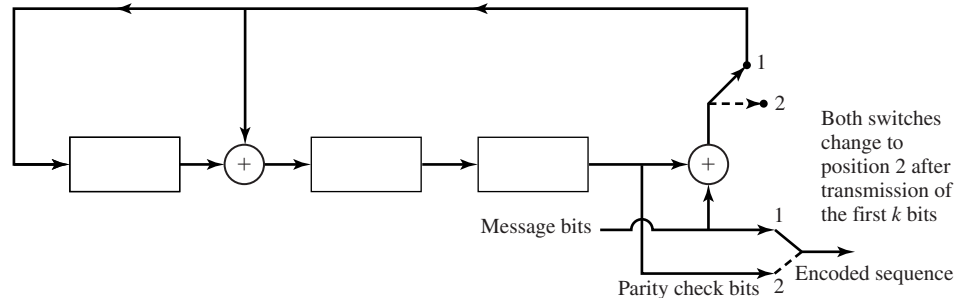 1
2
Both switches
change to
position 2 after
transmission of
the first k bits
+
+
Message bits
1
Encoded sequence
Parity check bits
2